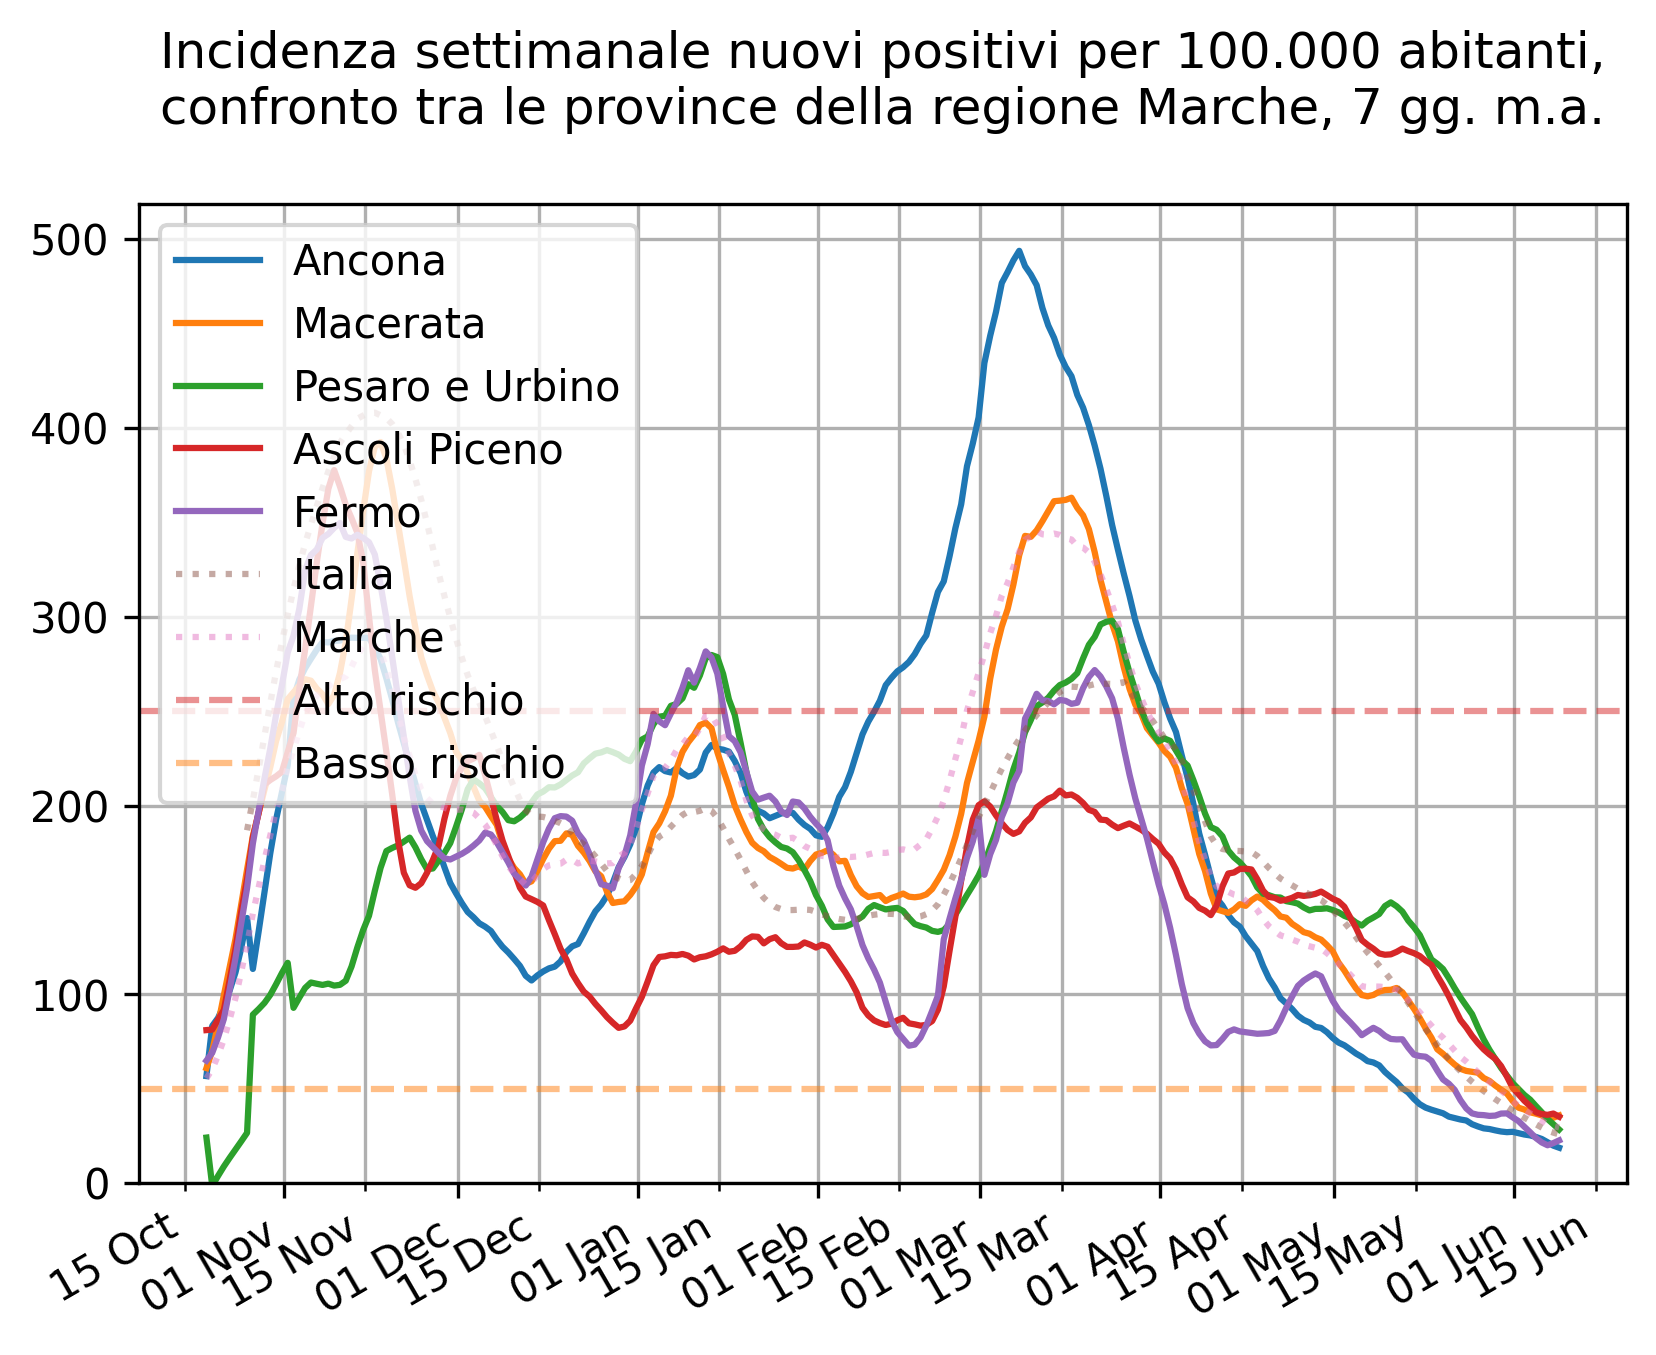 Incidenza settimanale nuovi positivi per 100.000 abitanti,
confronto tra le province della regione Marche, 7 gg. m.a.
500
400
300
200
100
0
Ancona
Macerata
Pesaro e Urbino
Ascoli Piceno
Fermo
Italia
Marche
Alto rischio
Basso rischio
15 Oct
01 Nov
15 Nov
01 Dec
15 Dec
01 Jan
15 Jan
01 Feb
15 Feb
01 Mar
15 Mar
01 Apr
15 Apr
01 May
15 May
01 Jun
15 Jun